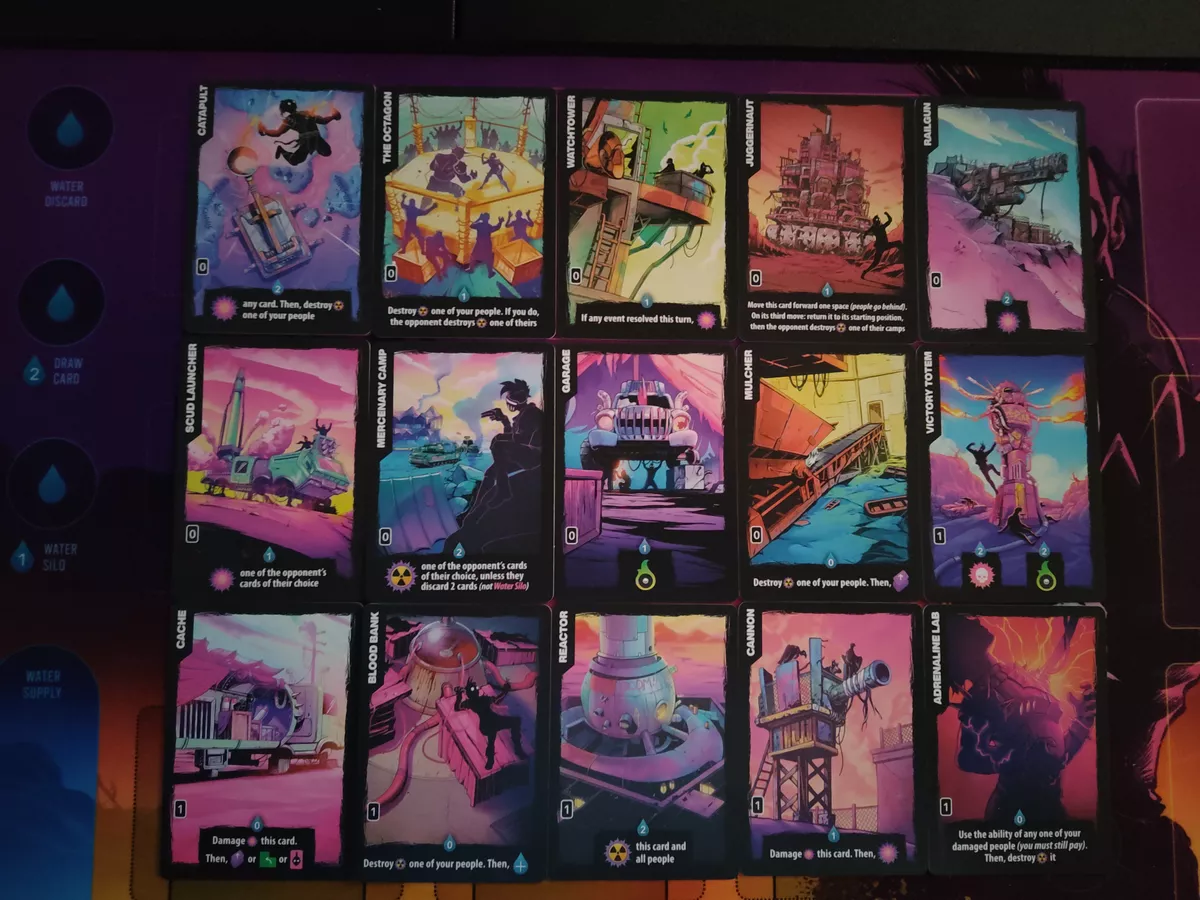 WATER
DISCARD
2
DRAW
CARD
1
WATER
SILO
WATER
SUPPLY
CATAPULT
0
2
any card. Then, destroy
one of your people
THE OCTAGON
0
1
Destroy one of your people. If you do,
the opponent destroys one of theirs
WATCHTOWER
0
1
If any event resolved this turn,
JUGGERNAUT
0
1
Move this card forward one space (people go behind).
On its third move: return it to its starting position,
then the opponent destroys one of their camps
RAILGUN
0
2
SCUD LAUNCHER
0
1
one of the opponent's
cards of their choice
MERCENARY CAMP
0
2
one of the opponent's cards
of their choice, unless they
discard 2 cards (not Water Silo)
GARAGE
0
1
MULCHER
0
0
Destroy one of your people. Then,
VICTORY TOTEM
1
2
2
CACHE
1
0
Damage this card.
Then, or or
BLOOD BANK
1
0
Destroy one of your people. Then,
REACTOR
1
2
this card and
all people
CANNON
1
1
Damage this card. Then,
ADRENALINE LAB
1
0
Use the ability of any one of your
damaged people (you must still pay).
Then, destroy it